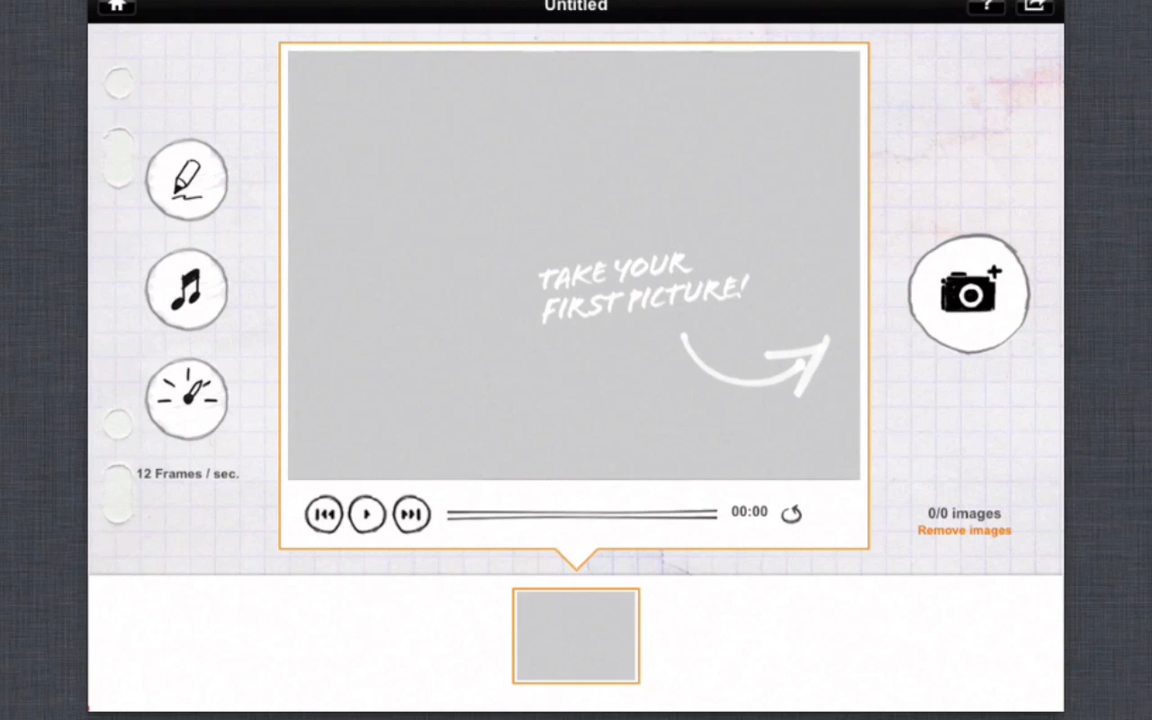 Untitled
?
TAKE YOUR
FIRST PICTURE!
12 Frames / sec.
00:00
0/0 images
Remove images